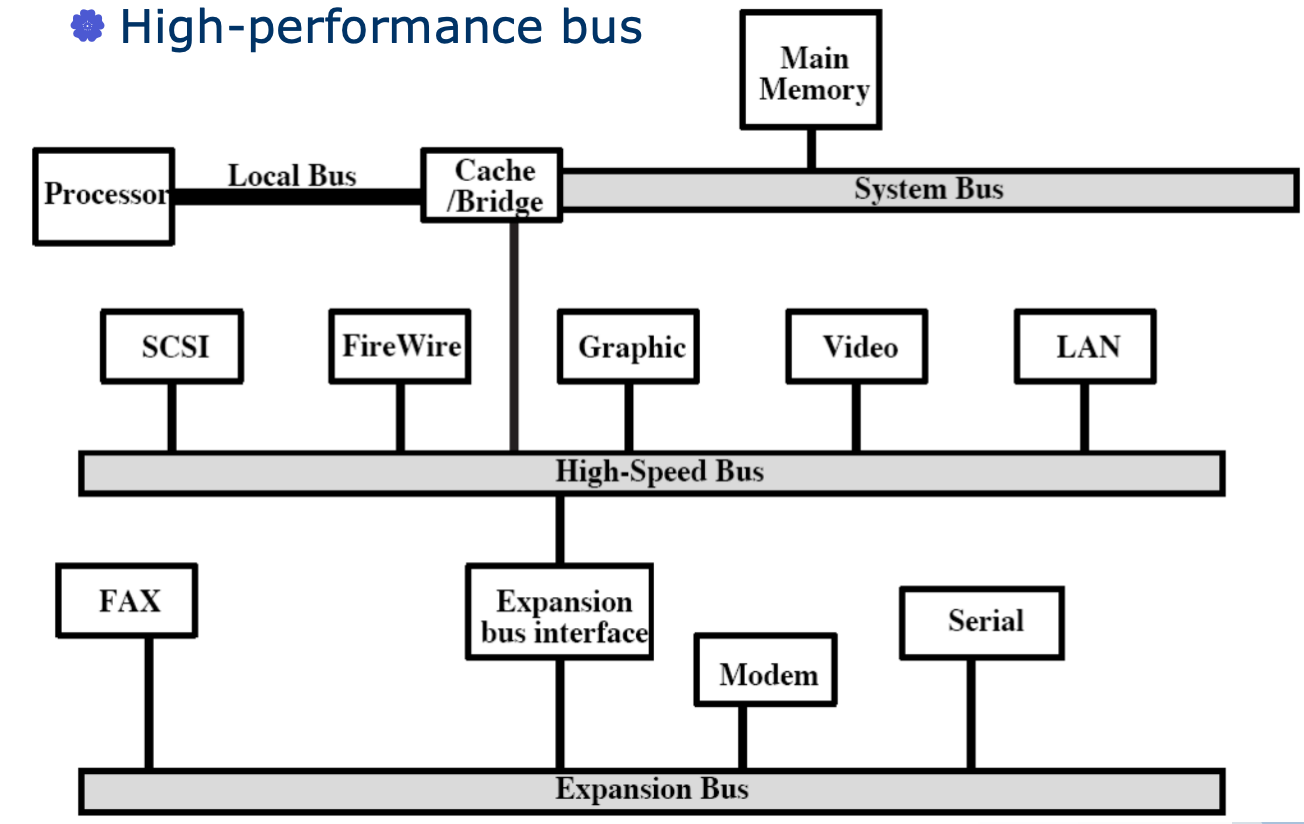 High-performance bus
Main
Memory
Processor
Local Bus
Cache
/Bridge
System Bus
SCSI
FireWire
Graphic
Video
LAN
High-Speed Bus
FAX
Expansion
bus interface
Modem
Serial
Expansion Bus